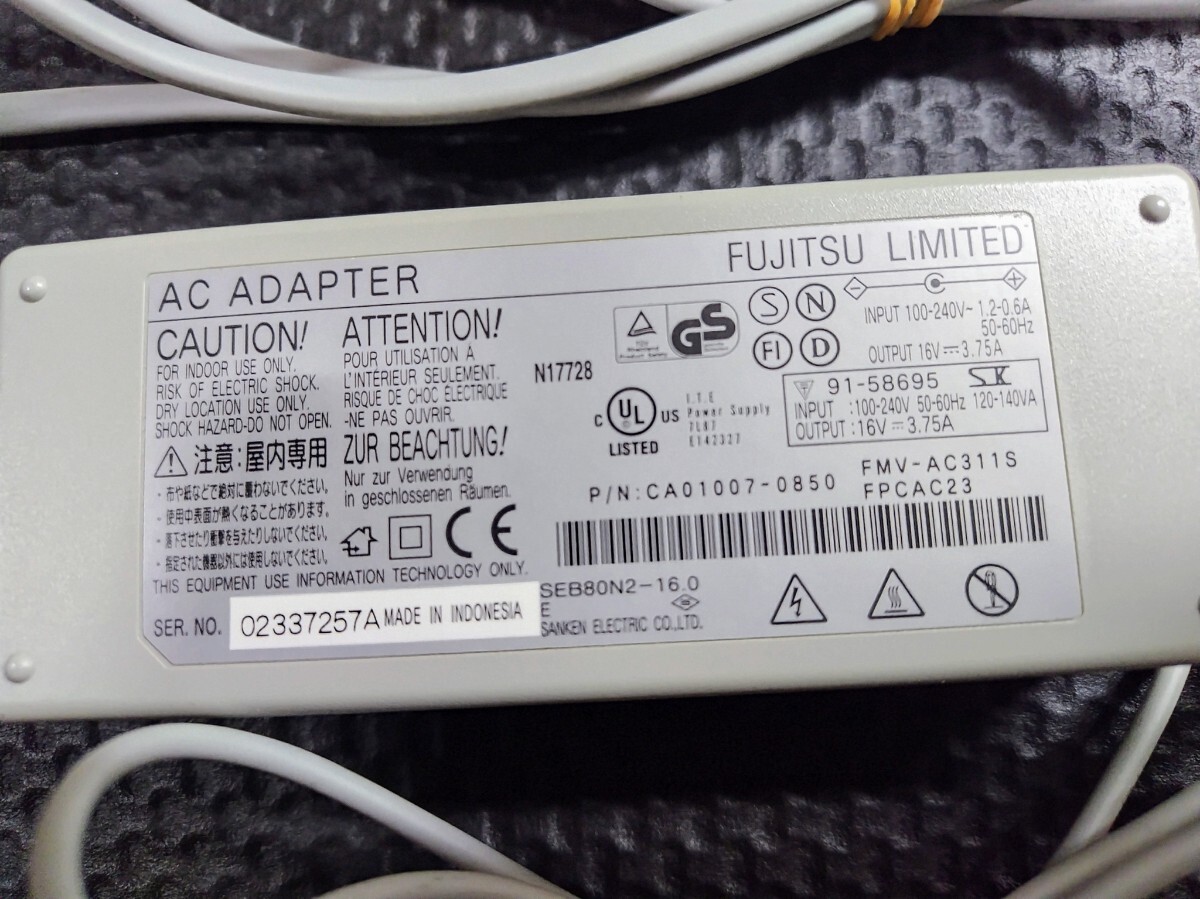 AC ADAPTER
FUJITSU LIMITED
CAUTION!
FOR INDOOR USE ONLY.
RISK OF ELECTRIC SHOCK.
DRY LOCATION USE ONLY.
SHOCK HAZARD-DO NOT OPEN.
注意:屋内専用
・布や紙などで絶対に覆わないでください。
・使用中表面が熱くなることがあります。
・落下させたり衝撃を与えたりしないでください。
・指定された機器以外には使用しないでください。
ATTENTION!
POUR UTILISATION À
L'INTÉRIEUR SEULEMENT.
RISQUE DE CHOC ÉLECTRIQUE
-NE PAS OUVRIR.
ZUR BEACHTUNG!
Nur zur Verwendung
in geschlossenen Räumen.
CE
THIS EQUIPMENT USE INFORMATION TECHNOLOGY ONLY.
SER. NO. 02337257A MADE IN INDONESIA
N17728
TÜV
Rheinland
Product Safety
GS
S N
FI D
INPUT 100-240V~ 1.2-0.6A
50-60Hz
OUTPUT 16V⎓3.75A
C UL US
LISTED
I.T.E
Power Supply
7L87
E142327
91-58695 SK
INPUT :100-240V 50-60Hz 120-140VA
OUTPUT :16V⎓3.75A
P/N:CA01007-0850
FMV-AC311S
FPCAC23
SEB80N2-16.0
E
SANKEN ELECTRIC CO.,LTD.